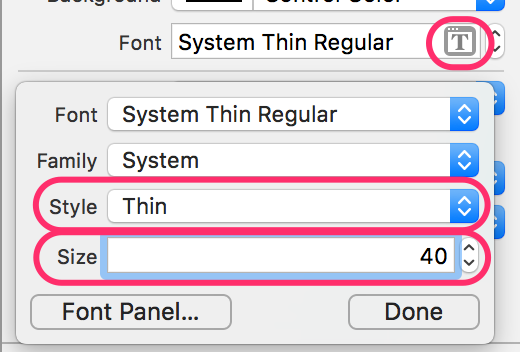 Background Control Color
Font System Thin Regular T
Font System Thin Regular
Family System
Style Thin
Size 40
Font Panel... Done